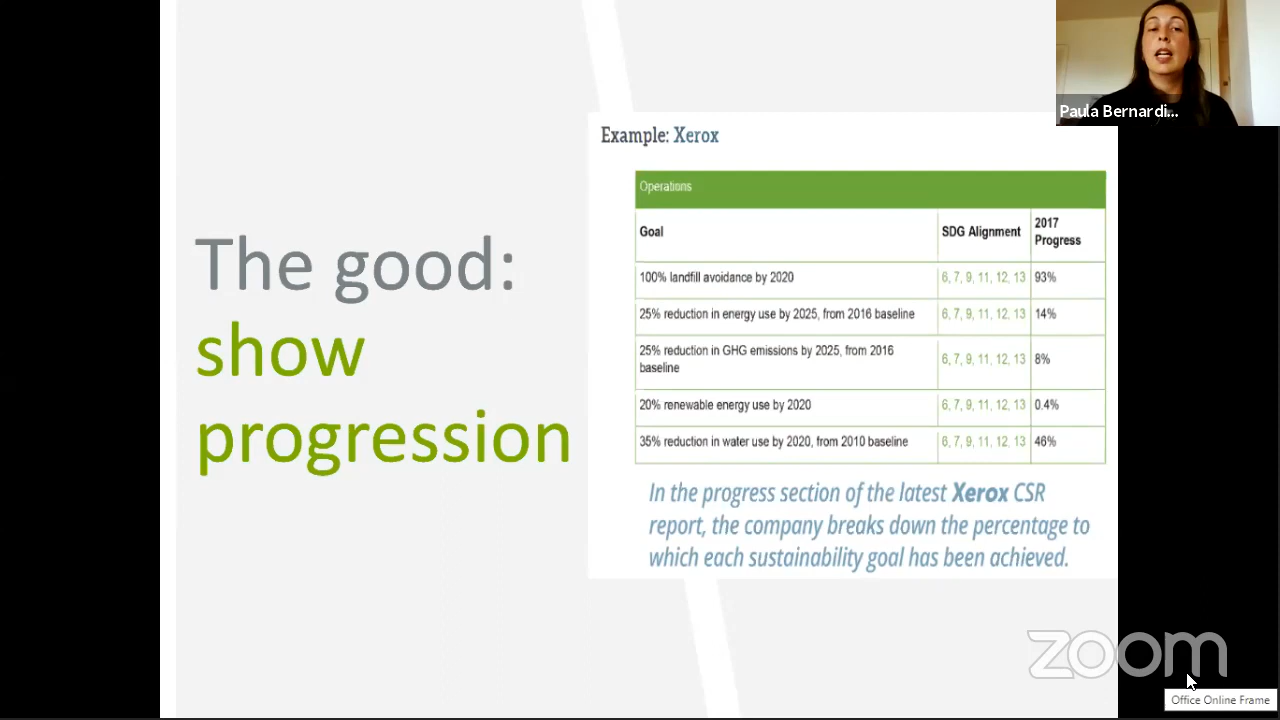 Paula Bernardi...
Example: Xerox
The good:
show
progression
Operations
Goal SDG Alignment 2017 Progress
100% landfill avoidance by 2020 6, 7, 9, 11, 12, 13 93%
25% reduction in energy use by 2025, from 2016 baseline 6, 7, 9, 11, 12, 13 14%
25% reduction in GHG emissions by 2025, from 2016
baseline 6, 7, 9, 11, 12, 13 8%
20% renewable energy use by 2020 6, 7, 9, 11, 12, 13 0.4%
35% reduction in water use by 2020, from 2010 baseline 6, 7, 9, 11, 12, 13 46%
In the progress section of the latest Xerox CSR
report, the company breaks down the percentage to
which each sustainability goal has been achieved.
zoom
Office Online Frame